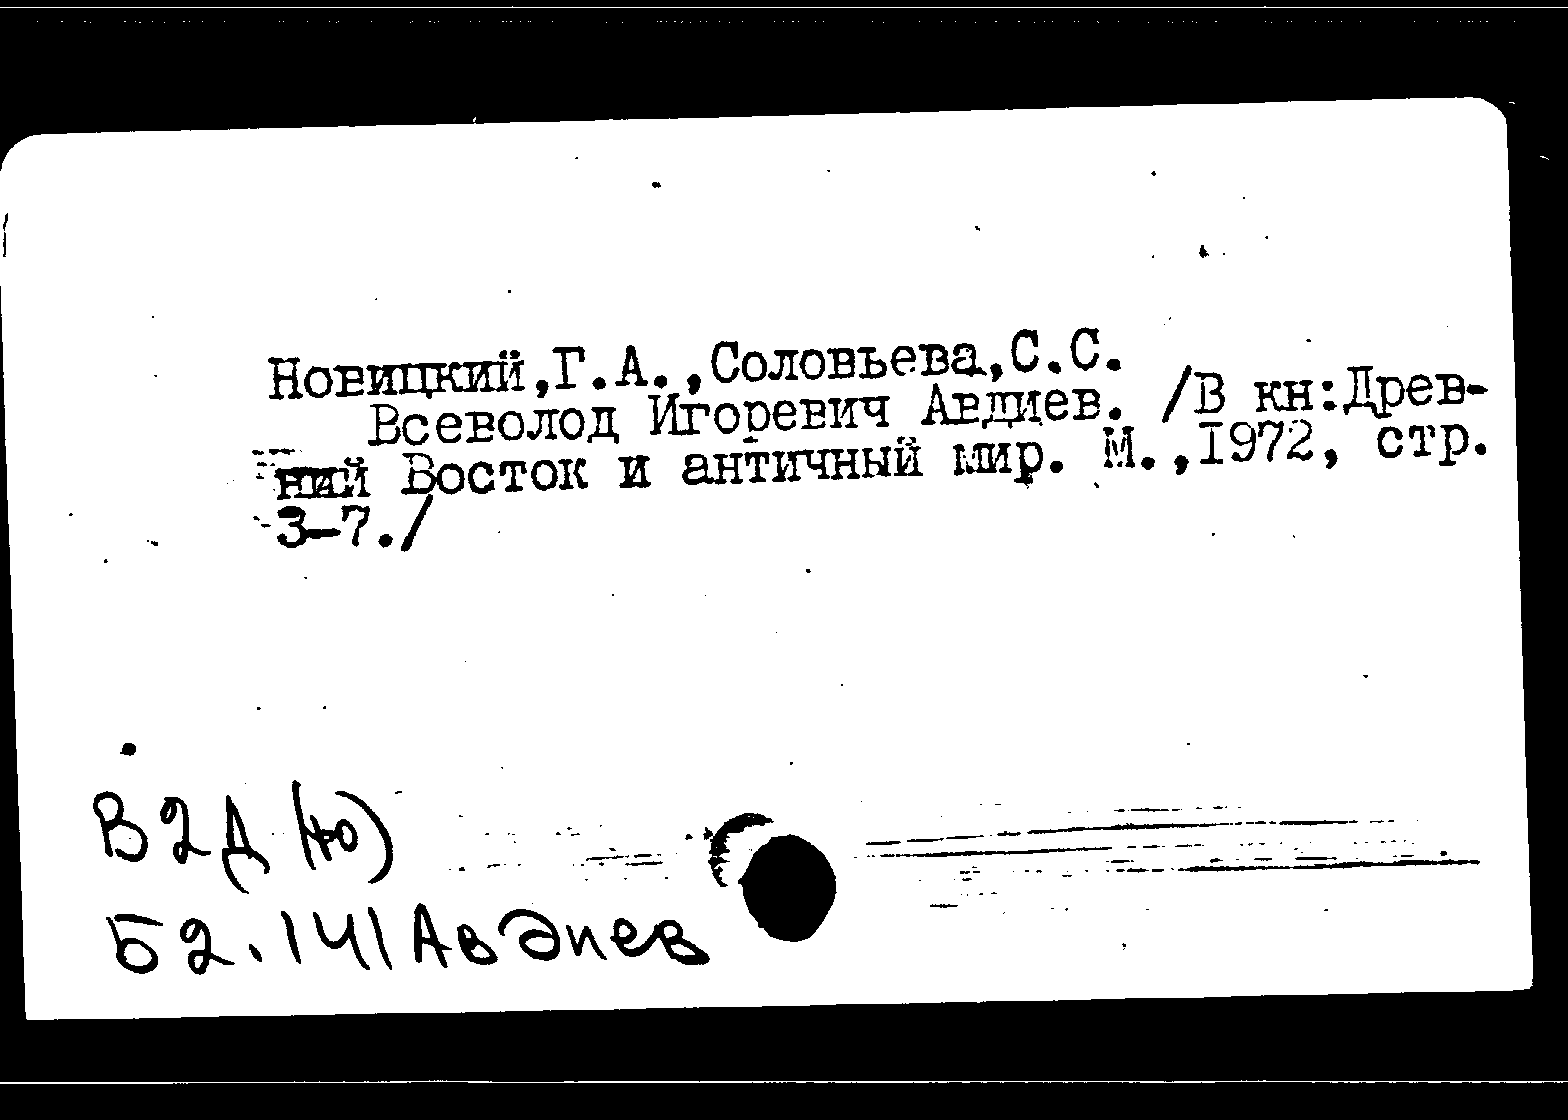 Новицкий,Г.А.,Соловьева,С.С.
Всеволод Игоревич Авдиев. /В кн:Древ-
ний Восток и античный мир. М.,1972, стр.
3-7./
В2Д(Ю)
Б2.141Авдиев